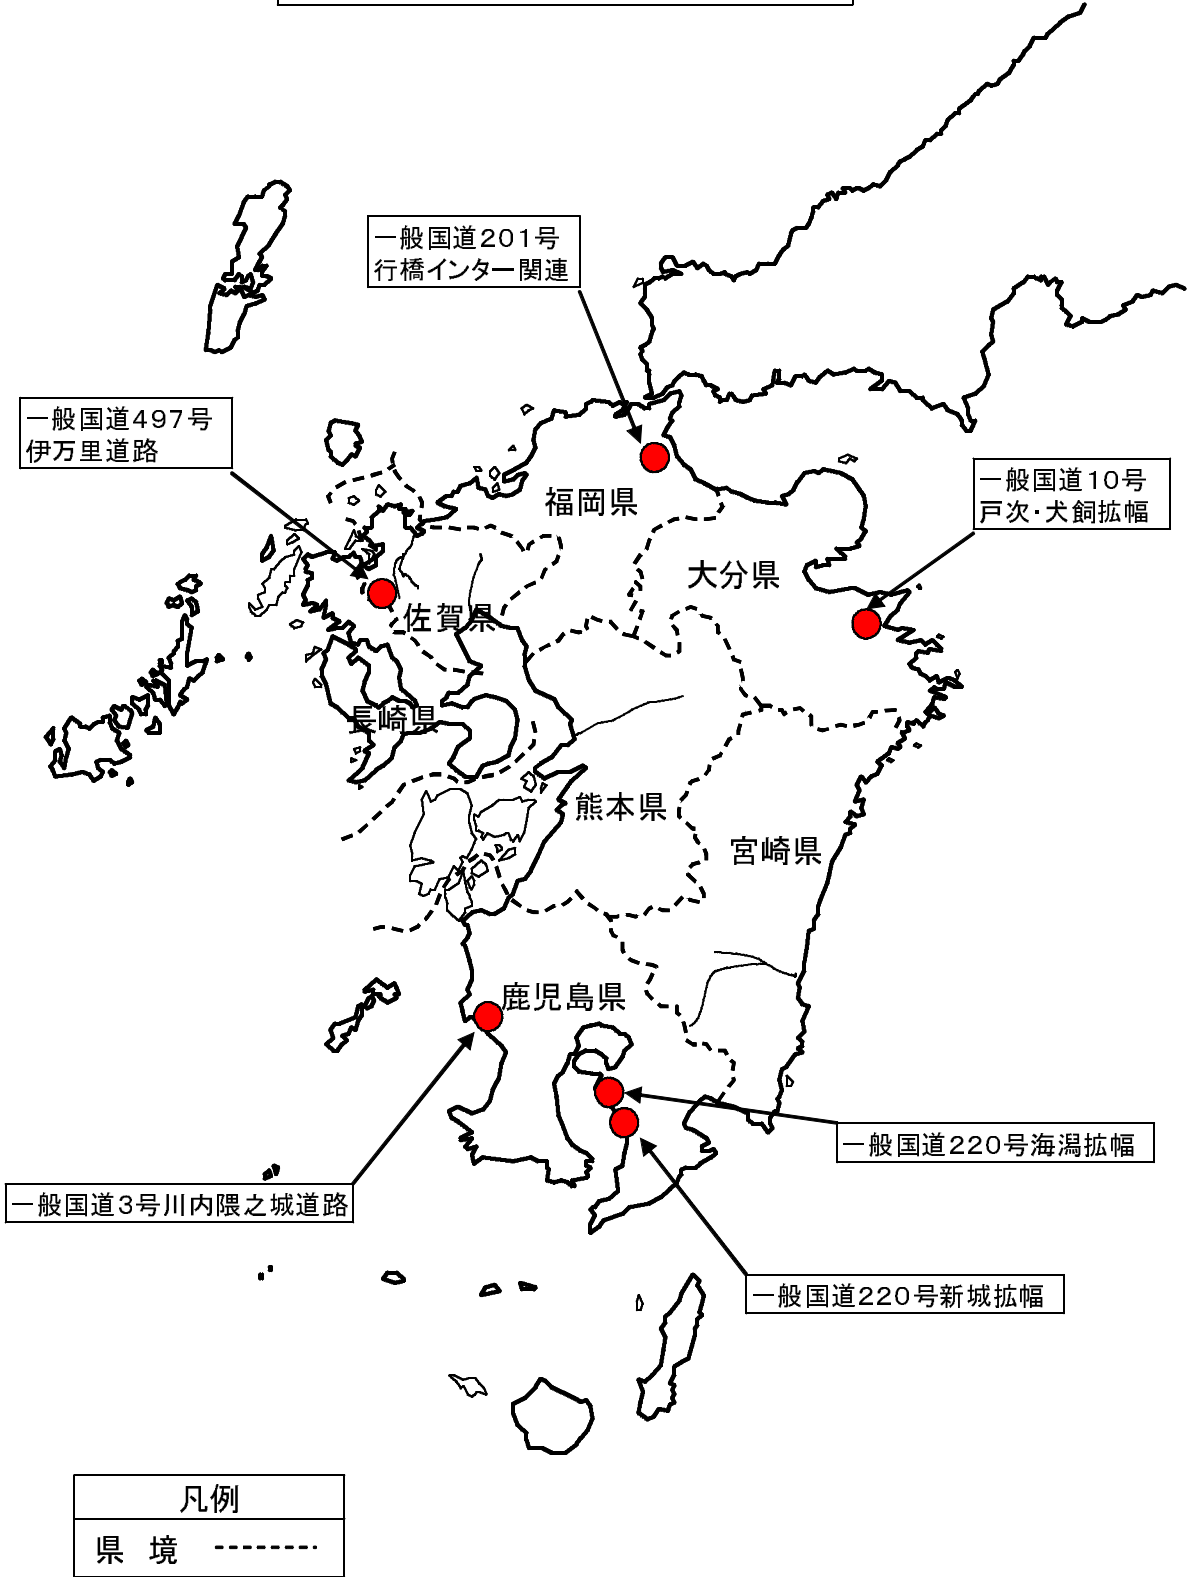 一般国道201号
行橋インター関連
一般国道497号
伊万里道路
一般国道10号
戸次・犬飼拡幅
福岡県
大分県
佐賀県
長崎県
熊本県
宮崎県
鹿児島県
一般国道220号海潟拡幅
一般国道3号川内隈之城道路
一般国道220号新城拡幅
凡例
県 境